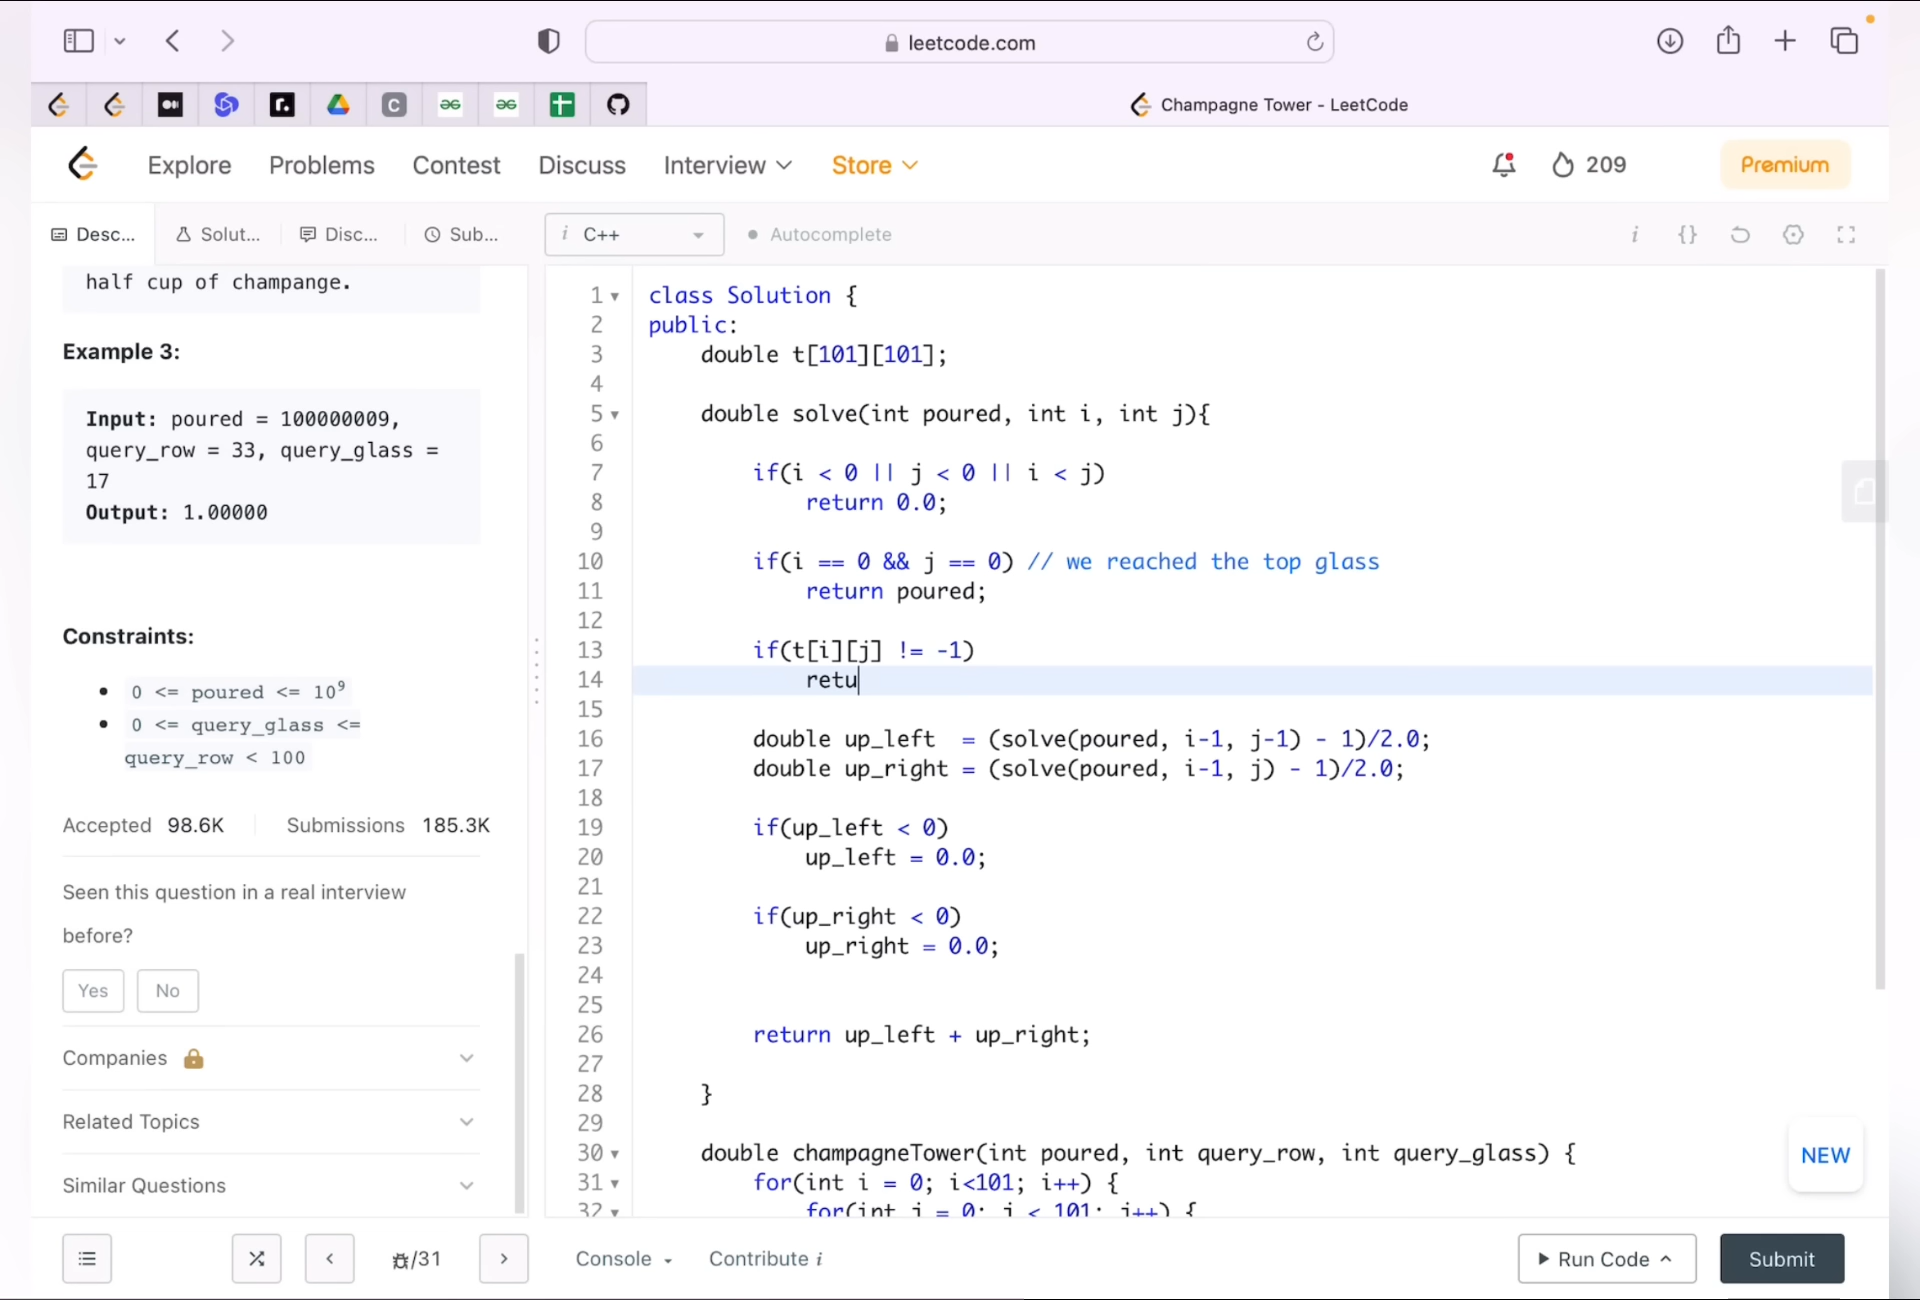 leetcode.com
Champagne Tower - LeetCode
Explore Problems Contest Discuss Interview Store 209 Premium
Desc... Solut... Disc... Sub...
i C++ Autocomplete
half cup of champange.
Example 3:
Input: poured = 100000009,
query_row = 33, query_glass =
17
Output: 1.00000
Constraints:
0 <= poured <= 10⁹
0 <= query_glass <=
query_row < 100
Accepted 98.6K Submissions 185.3K
Seen this question in a real interview
before?
Yes No
Companies
Related Topics
Similar Questions
1 class Solution {
2 public:
3 double t[101][101];
4
5 double solve(int poured, int i, int j){
6
7 if(i < 0 || j < 0 || i < j)
8 return 0.0;
9
10 if(i == 0 && j == 0) // we reached the top glass
11 return poured;
12
13 if(t[i][j] != -1)
14 retu
15
16 double up_left = (solve(poured, i-1, j-1) - 1)/2.0;
17 double up_right = (solve(poured, i-1, j) - 1)/2.0;
18
19 if(up_left < 0)
20 up_left = 0.0;
21
22 if(up_right < 0)
23 up_right = 0.0;
24
25
26 return up_left + up_right;
27
28 }
29
30 double champagneTower(int poured, int query_row, int query_glass) {
31 for(int i = 0; i<101; i++) {
32 for(int j = 0; j < 101; j++) {
NEW
/31
Console Contribute i
Run Code Submit